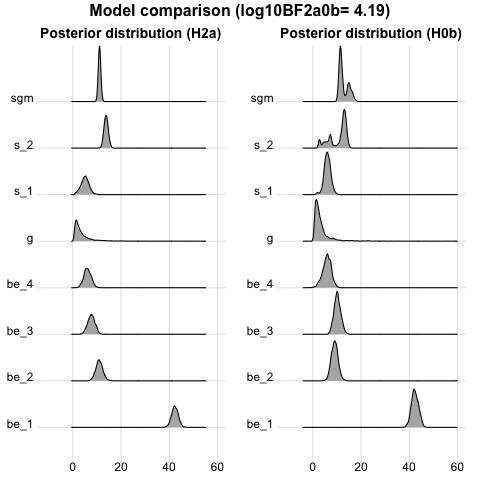 Model comparison (log10BF2a0b= 4.19)
Posterior distribution (H2a)
Posterior distribution (H0b)
sgm
s_2
s_1
g
be_4
be_3
be_2
be_1
0 20 40 60
sgm
s_2
s_1
g
be_4
be_3
be_2
be_1
0 20 40 60